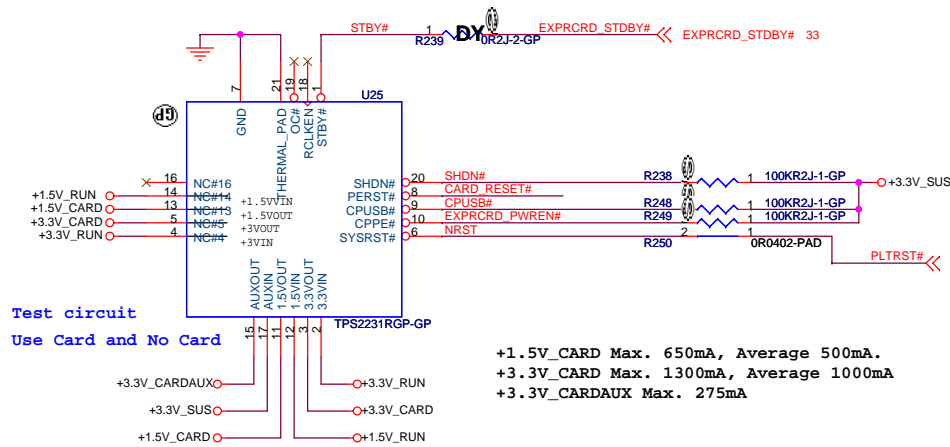 STBY#
1
R239
DY
0R2J-2-GP
EXPRCRD_STDBY#
EXPRCRD_STDBY# 33
7
21
19
18
1
U25
GP
GND
THERMAL_PAD
OC#
RCLKEN
STBY#
16
NC#16
+1.5V_RUN
14
NC#14
+1.5VVIN
+1.5V_CARD
13
NC#13
+1.5VOUT
+3.3V_CARD
5
NC#5
+3VOUT
+3.3V_RUN
4
NC#4
+3VIN
SHDN#
20
SHDN#
R238
1
100KR2J-1-GP
+3.3V_SUS
PERST#
8
CARD_RESET#
CPUSB#
9
CPUSB#
R248
1
100KR2J-1-GP
CPPE#
10
EXPRCRD_PWREN#
R249
1
100KR2J-1-GP
SYSRST#
6
NRST
R250
2
1
0R0402-PAD
PLTRST#
AUXOUT
AUXIN
1.5VOUT
1.5VIN
3.3VOUT
3.3VIN
15
17
11
12
3
2
TPS2231RGP-GP
Test circuit
Use Card and No Card
+3.3V_CARDAUX
+3.3V_RUN
+3.3V_SUS
+3.3V_CARD
+1.5V_CARD
+1.5V_RUN
+1.5V_CARD Max. 650mA, Average 500mA.
+3.3V_CARD Max. 1300mA, Average 1000mA
+3.3V_CARDAUX Max. 275mA